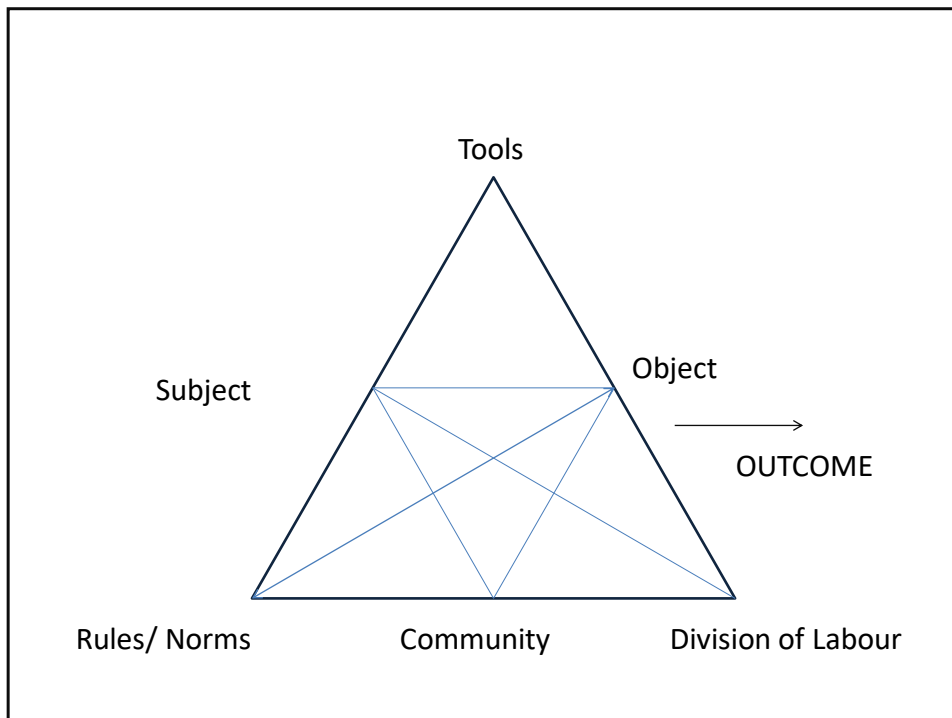 Tools
Object
Subject
OUTCOME
Rules/ Norms
Community
Division of Labour